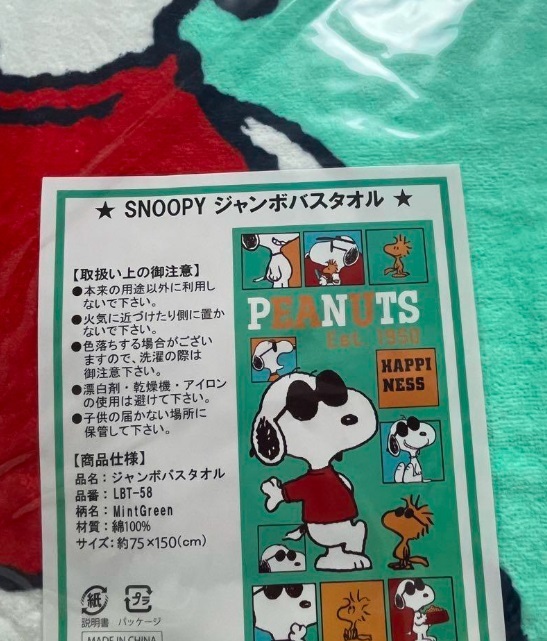 ★ SNOOPY ジャンボバスタオル ★
【取扱い上の御注意】
●本来の用途以外に利用し
ないで下さい。
●火気に近づけたり側に置か
ないで下さい。
●色落ちする場合がござい
ますので、洗濯の際は
御注意下さい。
●漂白剤・乾燥機・アイロン
の使用は避けて下さい。
●子供の届かない場所に
保管して下さい。
【商品仕様】
品名：ジャンボバスタオル
品番：LBT-58
柄名：MintGreen
材質：綿100%
サイズ：約75×150(cm)
紙
プラ
説明書 パッケージ
MADE IN CHINA
PEANUTS
Est. 1950
HAPPI
NESS